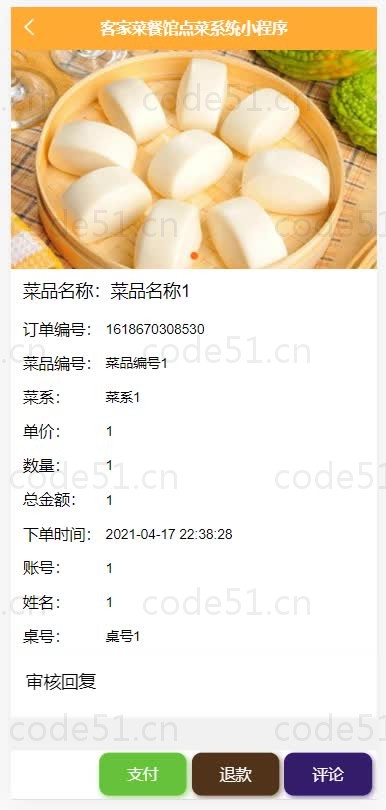 客家菜餐馆点菜系统小程序
code51.cn
code51.cn
菜品名称：菜品名称1
订单编号： 1618670308530
菜品编号： 菜品编号1
code51.cn
菜系： 菜系1
单价： 1
数量： 1
code51.cn
总金额： 1
下单时间： 2021-04-17 22:38:28
账号： 1
姓名： 1
code51.cn
桌号： 桌号1
审核回复
code51.cn
支付 退款 评论